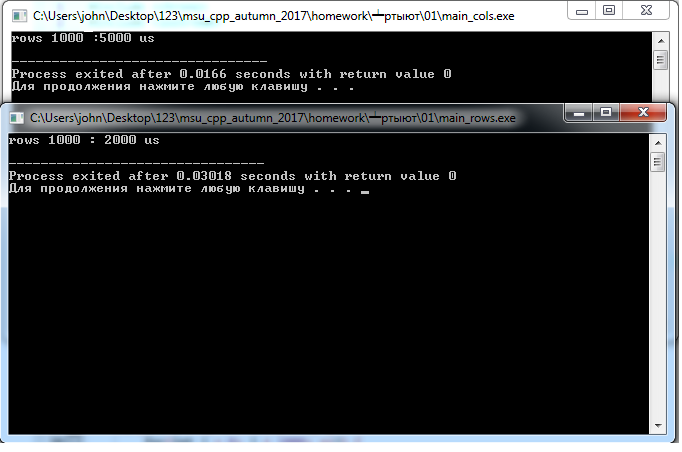 C:\Users\john\Desktop\123\msu_cpp_autumn_2017\homework\┴ртыют\01\main_cols.exe
rows 1000 :5000 us
--------------------------------
Process exited after 0.0166 seconds with return value 0
Для продолжения нажмите любую клавишу . . .
C:\Users\john\Desktop\123\msu_cpp_autumn_2017\homework\┴ртыют\01\main_rows.exe
rows 1000 : 2000 us
--------------------------------
Process exited after 0.03018 seconds with return value 0
Для продолжения нажмите любую клавишу . . .